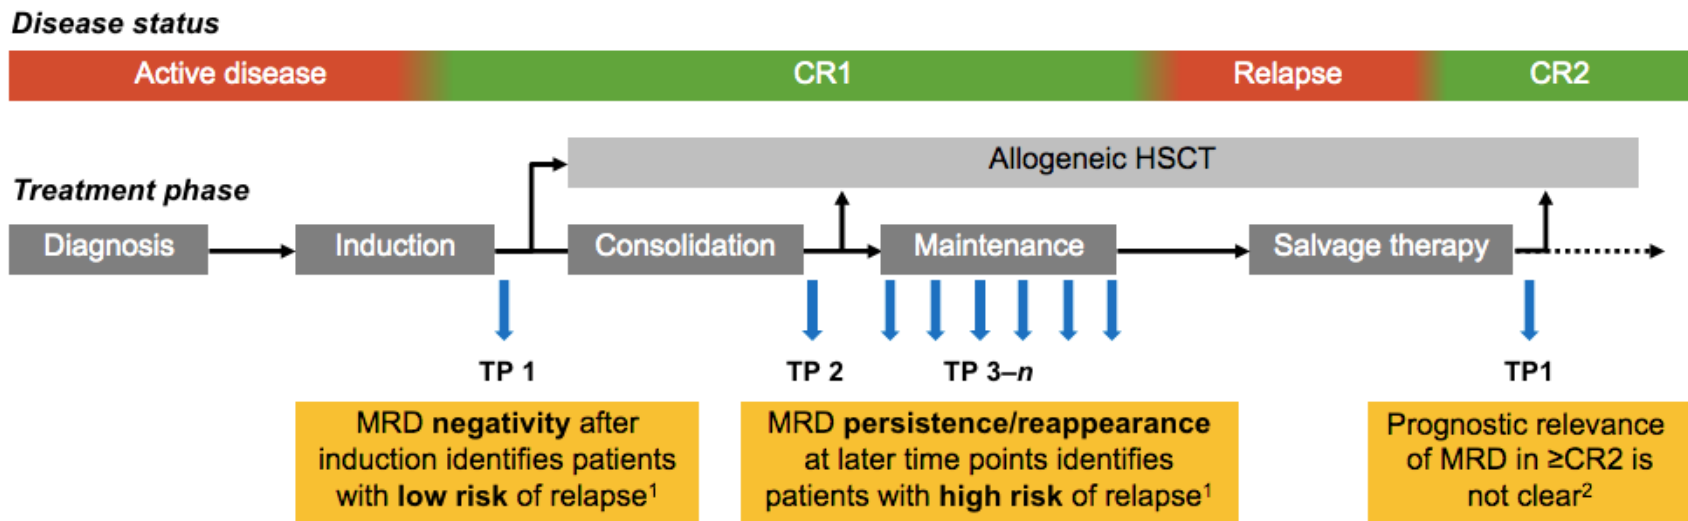 Disease status
Active disease
CR1
Relapse
CR2
Allogeneic HSCT
Treatment phase
Diagnosis
Induction
Consolidation
Maintenance
Salvage therapy
TP 1
TP 2
TP 3–n
TP1
MRD negativity after
induction identifies patients
with low risk of relapse¹
MRD persistence/reappearance
at later time points identifies
patients with high risk of relapse¹
Prognostic relevance
of MRD in ≥CR2 is
not clear²